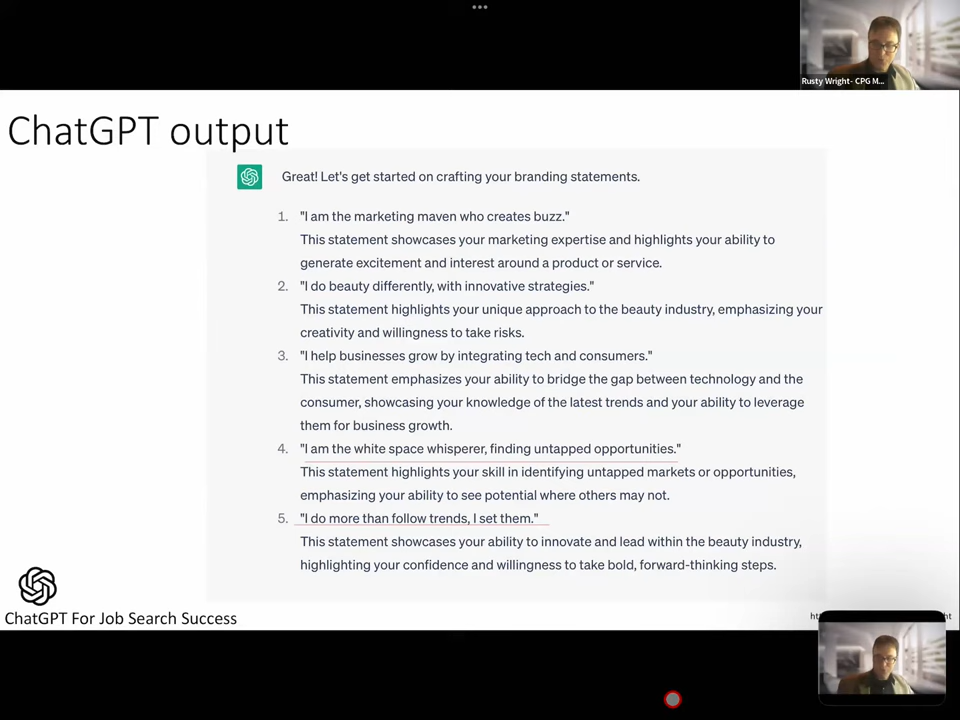 Rusty Wright- CPG M...
ChatGPT output
Great! Let's get started on crafting your branding statements.
1. "I am the marketing maven who creates buzz."
This statement showcases your marketing expertise and highlights your ability to
generate excitement and interest around a product or service.
2. "I do beauty differently, with innovative strategies."
This statement highlights your unique approach to the beauty industry, emphasizing your
creativity and willingness to take risks.
3. "I help businesses grow by integrating tech and consumers."
This statement emphasizes your ability to bridge the gap between technology and the
consumer, showcasing your knowledge of the latest trends and your ability to leverage
them for business growth.
4. "I am the white space whisperer, finding untapped opportunities."
This statement highlights your skill in identifying untapped markets or opportunities,
emphasizing your ability to see potential where others may not.
5. "I do more than follow trends, I set them."
This statement showcases your ability to innovate and lead within the beauty industry,
highlighting your confidence and willingness to take bold, forward-thinking steps.
ChatGPT For Job Search Success